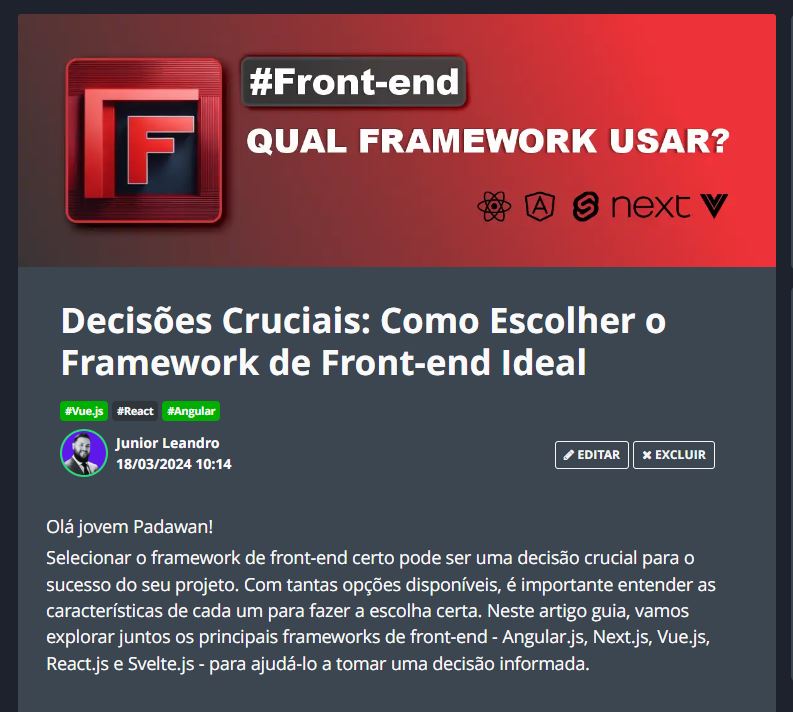 #Front-end
F
QUAL FRAMEWORK USAR?
A
next
Decisões Cruciais: Como Escolher o
Framework de Front-end Ideal
#Vue.js #React #Angular
Junior Leandro
18/03/2024 10:14
EDITAR EXCLUIR
Olá jovem Padawan!
Selecionar o framework de front-end certo pode ser uma decisão crucial para o
sucesso do seu projeto. Com tantas opções disponíveis, é importante entender as
características de cada um para fazer a escolha certa. Neste artigo guia, vamos
explorar juntos os principais frameworks de front-end - Angular.js, Next.js, Vue.js,
React.js e Svelte.js - para ajudá-lo a tomar uma decisão informada.